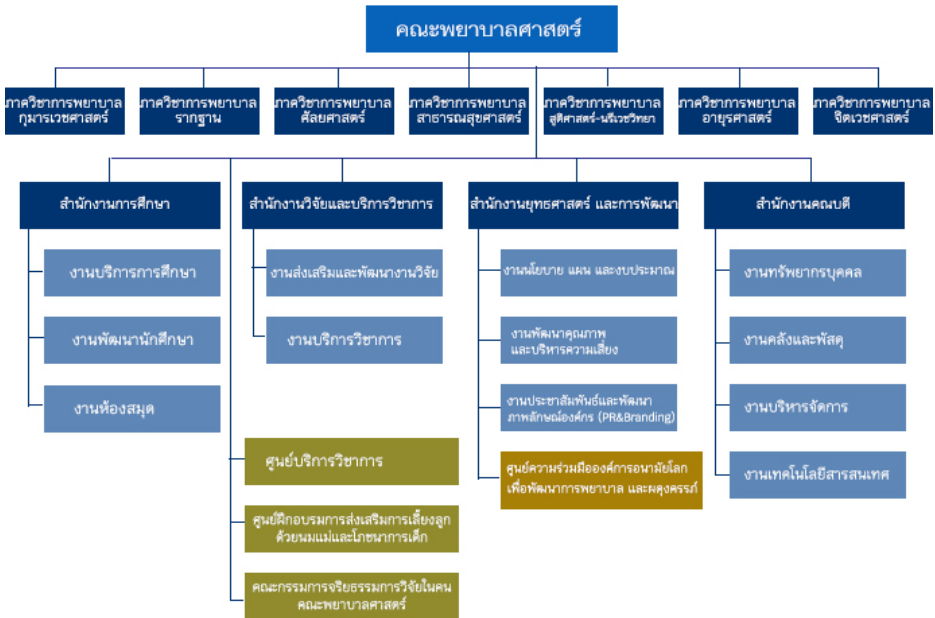 คณะพยาบาลศาสตร์
ภาควิชาการพยาบาล
กุมารเวชศาสตร์
ภาควิชาการพยาบาล
รากฐาน
ภาควิชาการพยาบาล
ศัลยศาสตร์
ภาควิชาการพยาบาล
สาธารณสุขศาสตร์
ภาควิชาการพยาบาล
สูติศาสตร์-นรีเวชวิทยา
ภาควิชาการพยาบาล
อายุรศาสตร์
ภาควิชาการพยาบาล
จิตเวชศาสตร์
สำนักงานการศึกษา
งานบริการการศึกษา
งานพัฒนานักศึกษา
งานห้องสมุด
สำนักงานวิจัยและบริการวิชาการ
งานส่งเสริมและพัฒนางานวิจัย
งานบริการวิชาการ
สำนักงานยุทธศาสตร์ และการพัฒนา
งานนโยบาย แผน และงบประมาณ
งานพัฒนาคุณภาพ
และบริหารความเสี่ยง
งานประชาสัมพันธ์และพัฒนา
ภาพลักษณ์องค์กร (PR&Branding)
ศูนย์ความร่วมมือองค์การอนามัยโลก
เพื่อพัฒนาการพยาบาล และผดุงครรภ์
สำนักงานคณบดี
งานทรัพยากรบุคคล
งานคลังและพัสดุ
งานบริหารจัดการ
งานเทคโนโลยีสารสนเทศ
ศูนย์บริการวิชาการ
ศูนย์ฝึกอบรมการส่งเสริมการเลี้ยงลูก
ด้วยนมแม่และโภชนาการเด็ก
คณะกรรมการจริยธรรมการวิจัยในคน
คณะพยาบาลศาสตร์